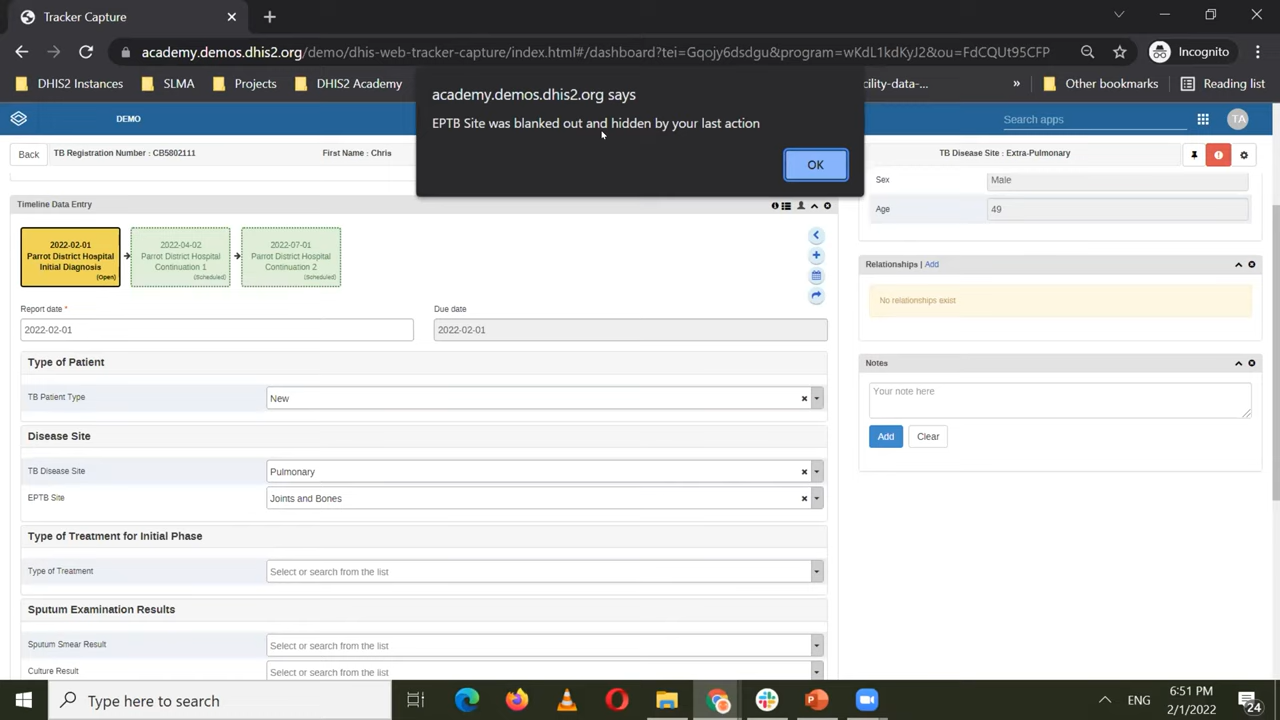 Tracker Capture
academy.demos.dhis2.org/demo/dhis-web-tracker-capture/index.html#/dashboard?tei=Gqojy6dsdgu&program=wKdL1kdKyJ2&ou=FdCQUt95CFP
Incognito
DHIS2 Instances
SLMA
Projects
DHIS2 Academy
cility-data-...
»
Other bookmarks
Reading list
academy.demos.dhis2.org says
EPTB Site was blanked out and hidden by your last action
OK
DEMO
Search apps
TA
Back
TB Registration Number : CB5802111
First Name : Chris
TB Disease Site : Extra-Pulmonary
Sex
Male
Age
49
Timeline Data Entry
2022-02-01
Parrot District Hospital
Initial Diagnosis
(Open)
2022-04-02
Parrot District Hospital
Continuation 1
(Scheduled)
2022-07-01
Parrot District Hospital
Continuation 2
(Scheduled)
Report date *
2022-02-01
Due date
2022-02-01
Type of Patient
TB Patient Type
New
Disease Site
TB Disease Site
Pulmonary
EPTB Site
Joints and Bones
Type of Treatment for Initial Phase
Type of Treatment
Select or search from the list
Sputum Examination Results
Sputum Smear Result
Select or search from the list
Culture Result
Select or search from the list
Relationships | Add
No relationships exist
Notes
Your note here
Add
Clear
Type here to search
ENG
6:51 PM
2/1/2022
24